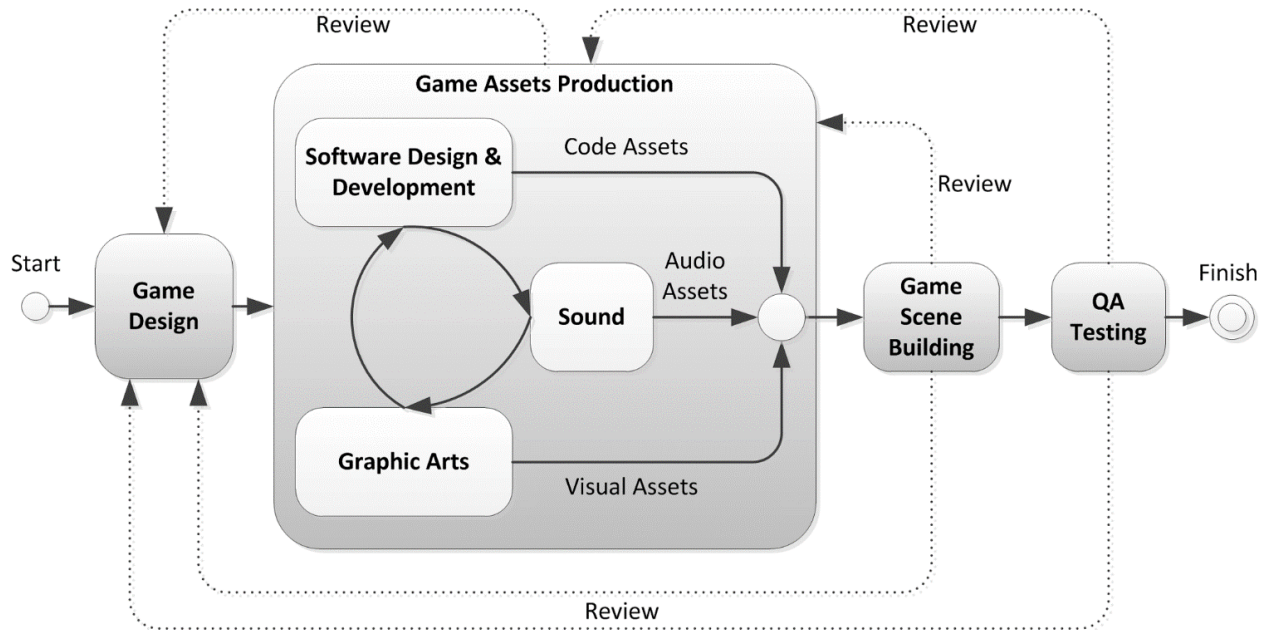 Review
Review
Game Assets Production
Software Design &
Development
Code Assets
Review
Start
Game
Design
Audio
Assets
Sound
Game
Scene
Building
QA
Testing
Finish
Graphic Arts
Visual Assets
Review